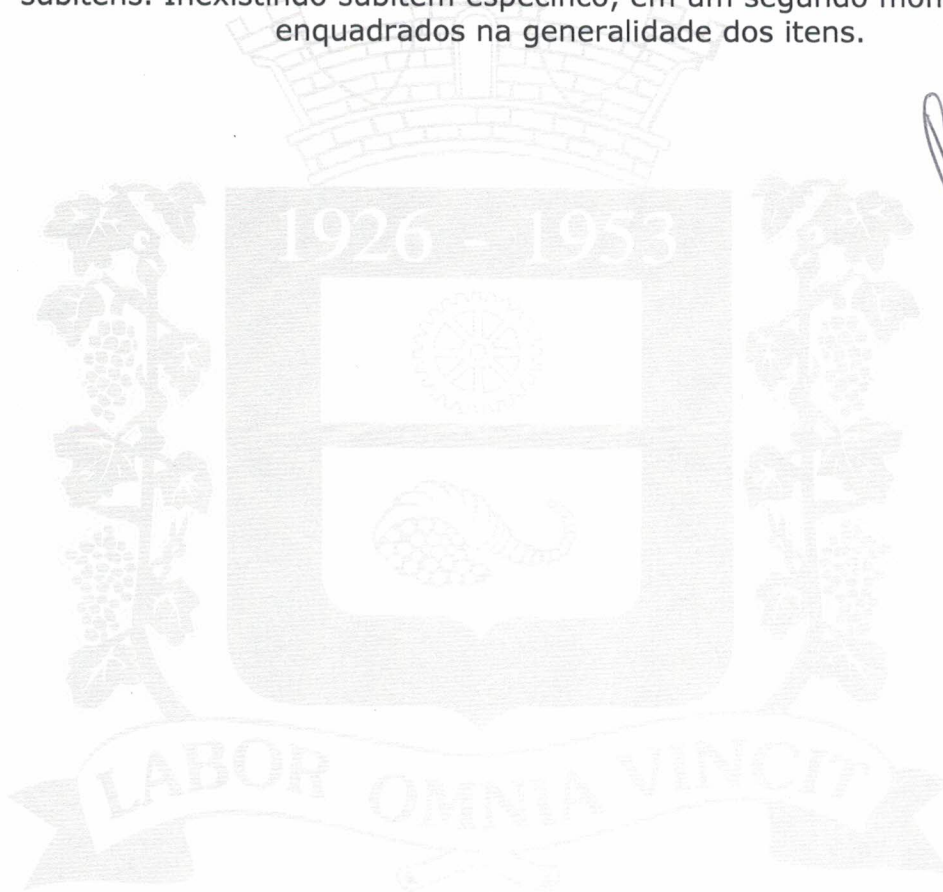 subitens. Inexistindo subitem específico, em um segundo
enquadrados na generalidade dos itens.
1926 - 1953
LABOR OMNIA VINCIT